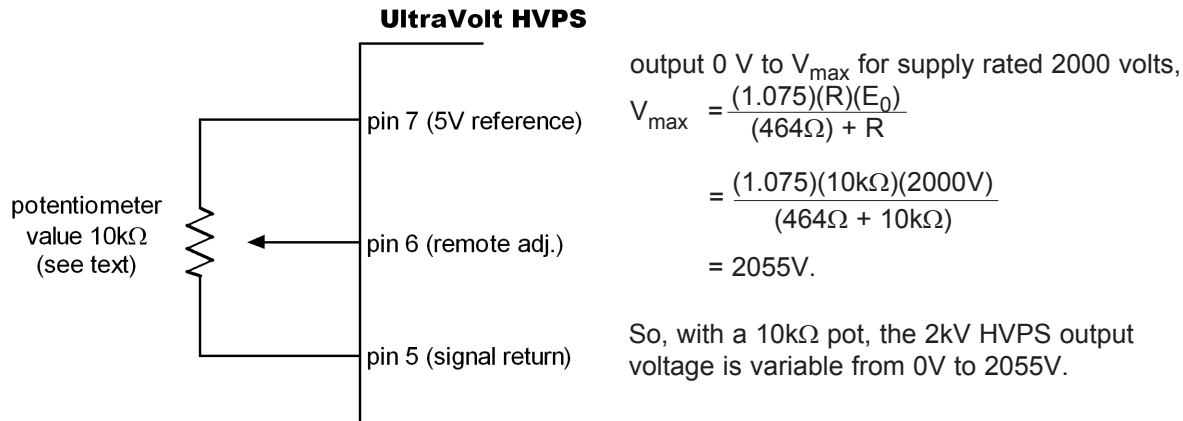 UltraVolt HVPS
pin 7 (5V reference)
potentiometer
value 10kΩ
(see text)
pin 6 (remote adj.)
pin 5 (signal return)
output 0 V to Vmax for supply rated 2000 volts,
Vmax = (1.075)(R)(E0)
(464Ω) + R
= (1.075)(10kΩ)(2000V)
(464Ω + 10kΩ)
= 2055V.
So, with a 10kΩ pot, the 2kV HVPS output
voltage is variable from 0V to 2055V.